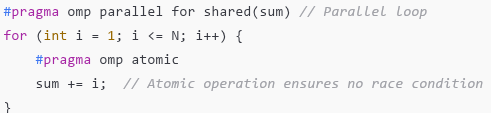 #pragma omp parallel for shared(sum) // Parallel loop
for (int i = 1; i <= N; i++) {
    #pragma omp atomic
    sum += i;  // Atomic operation ensures no race condition
}